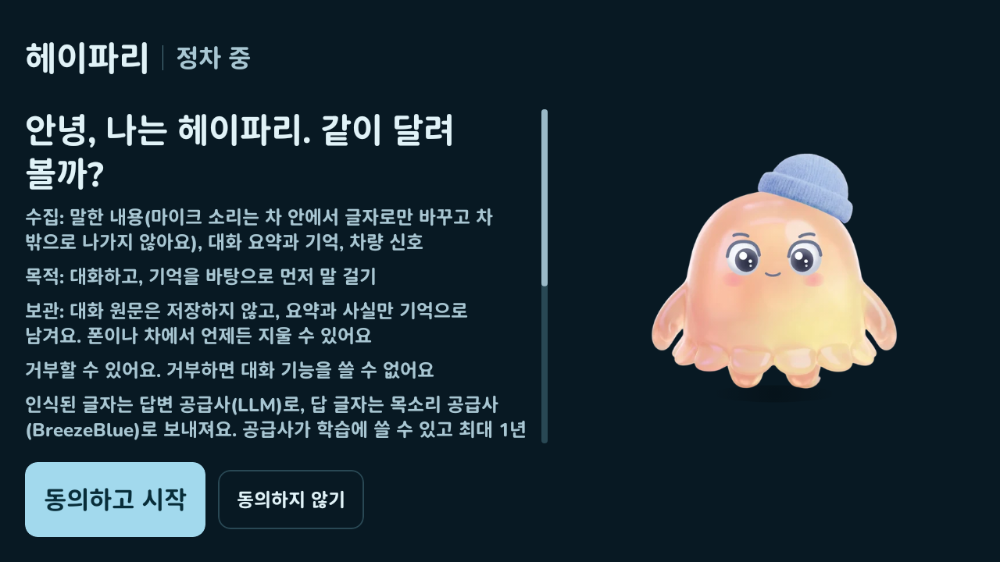 헤이파리 정차 중
안녕, 나는 헤이파리. 같이 달려
볼까?
수집: 말한 내용(마이크 소리는 차 안에서 글자로만 바꾸고 차
밖으로 나가지 않아요), 대화 요약과 기억, 차량 신호
목적: 대화하고, 기억을 바탕으로 먼저 말 걸기
보관: 대화 원문은 저장하지 않고, 요약과 사실만 기억으로
남겨요. 폰이나 차에서 언제든 지울 수 있어요
거부할 수 있어요. 거부하면 대화 기능을 쓸 수 없어요
인식된 글자는 답변 공급사(LLM)로, 답 글자는 목소리 공급사
(BreezeBlue)로 보내져요. 공급사가 학습에 쓸 수 있고 최대 1년
동의하고 시작 동의하지 않기